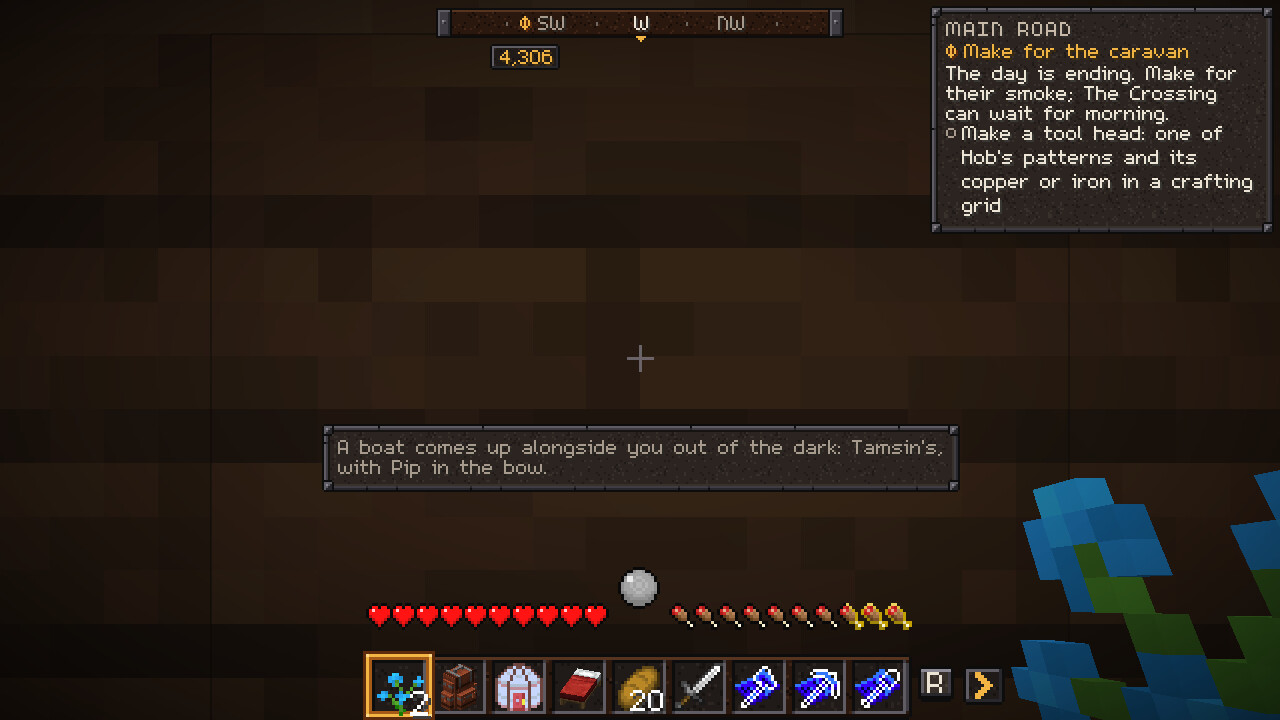 SW W NW
4,306
MAIN ROAD
Make for the caravan
The day is ending. Make for
their smoke; The Crossing
can wait for morning.
Make a tool head: one of
Hob's patterns and its
copper or iron in a crafting
grid
A boat comes up alongside you out of the dark: Tamsin's,
with Pip in the bow.
2
20
R